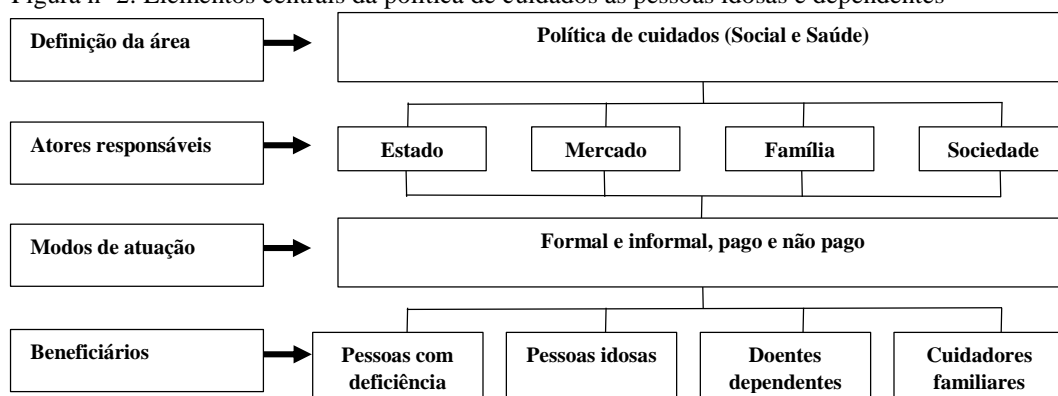 Figura nº 2. Elementos centrais da política de cuidados às pessoas idosas e dependentes
Definição da área
Política de cuidados (Social e Saúde)
Atores responsáveis
Estado
Mercado
Família
Sociedade
Modos de atuação
Formal e informal, pago e não pago
Beneficiários
Pessoas com
deficiência
Pessoas idosas
Doentes
dependentes
Cuidadores
familiares